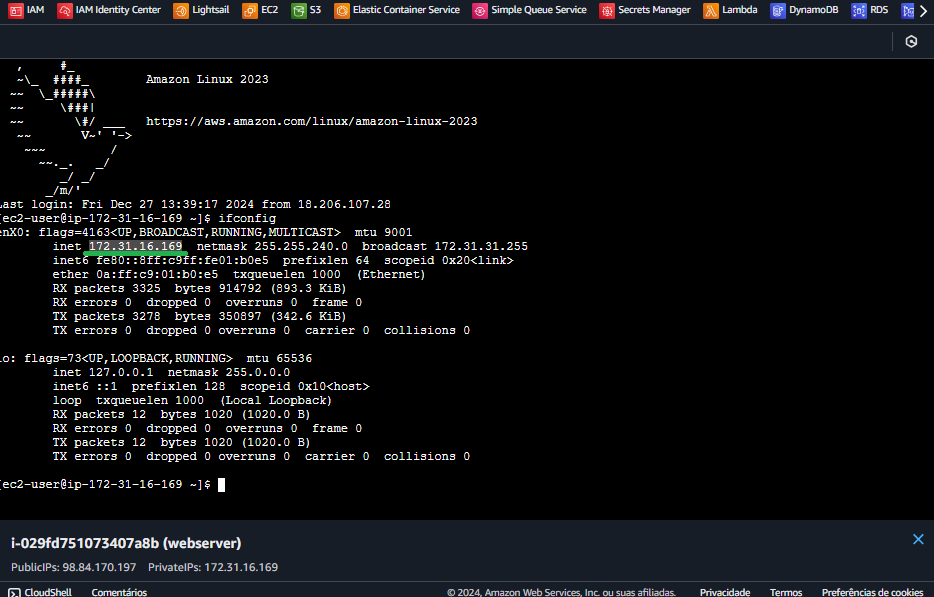 IAM IAM Identity Center Lightsail EC2 S3 Elastic Container Service Simple Queue Service Secrets Manager Lambda DynamoDB RDS
   ,     #_
   ~\_  ####_        Amazon Linux 2023
  ~~  \_#####\
  ~~     \###|
  ~~       \#/ ___   https://aws.amazon.com/linux/amazon-linux-2023
   ~~       V~' '->
    ~~~         /
      ~~._.   _/
         _/ _/
       _/m/'
Last login: Fri Dec 27 13:39:17 2024 from 18.206.107.28
[ec2-user@ip-172-31-16-169 ~]$ ifconfig
enX0: flags=4163<UP,BROADCAST,RUNNING,MULTICAST>  mtu 9001
        inet 172.31.16.169  netmask 255.255.240.0  broadcast 172.31.31.255
        inet6 fe80::8ff:c9ff:fe01:b0e5  prefixlen 64  scopeid 0x20<link>
        ether 0a:ff:c9:01:b0:e5  txqueuelen 1000  (Ethernet)
        RX packets 3325  bytes 914792 (893.3 KiB)
        RX errors 0  dropped 0  overruns 0  frame 0
        TX packets 3278  bytes 350897 (342.6 KiB)
        TX errors 0  dropped 0 overruns 0  carrier 0  collisions 0
lo: flags=73<UP,LOOPBACK,RUNNING>  mtu 65536
        inet 127.0.0.1  netmask 255.0.0.0
        inet6 ::1  prefixlen 128  scopeid 0x10<host>
        loop  txqueuelen 1000  (Local Loopback)
        RX packets 12  bytes 1020 (1020.0 B)
        RX errors 0  dropped 0  overruns 0  frame 0
        TX packets 12  bytes 1020 (1020.0 B)
        TX errors 0  dropped 0 overruns 0  carrier 0  collisions 0
[ec2-user@ip-172-31-16-169 ~]$
i-029fd751073407a8b (webserver)
PublicIPs: 98.84.170.197 PrivateIPs: 172.31.16.169
CloudShell Comentários © 2024, Amazon Web Services, Inc. ou suas afiliadas. Privacidade Termos Preferências de cookies